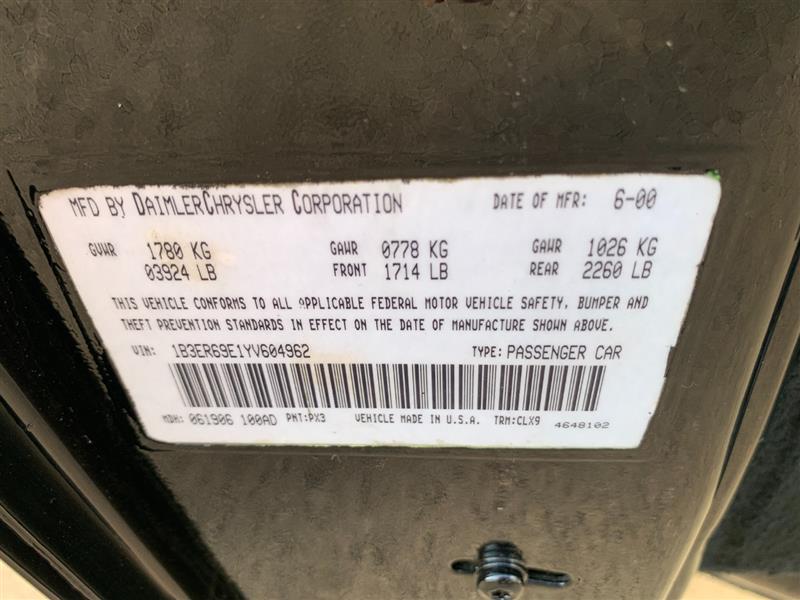 MFD BY DAIMLERCHRYSLER CORPORATION DATE OF MFR: 6-00
GVWR 1780 KG GAWR 0778 KG GAWR 1026 KG
03924 LB FRONT 1714 LB REAR 2260 LB
THIS VEHICLE CONFORMS TO ALL APPLICABLE FEDERAL MOTOR VEHICLE SAFETY, BUMPER AND
THEFT PREVENTION STANDARDS IN EFFECT ON THE DATE OF MANUFACTURE SHOWN ABOVE.
VIN: 1B3ER69E1YV604962 TYPE: PASSENGER CAR
MDH: 061906 100AD PNT:PX3 VEHICLE MADE IN U.S.A. TRM:CLX9 4648102